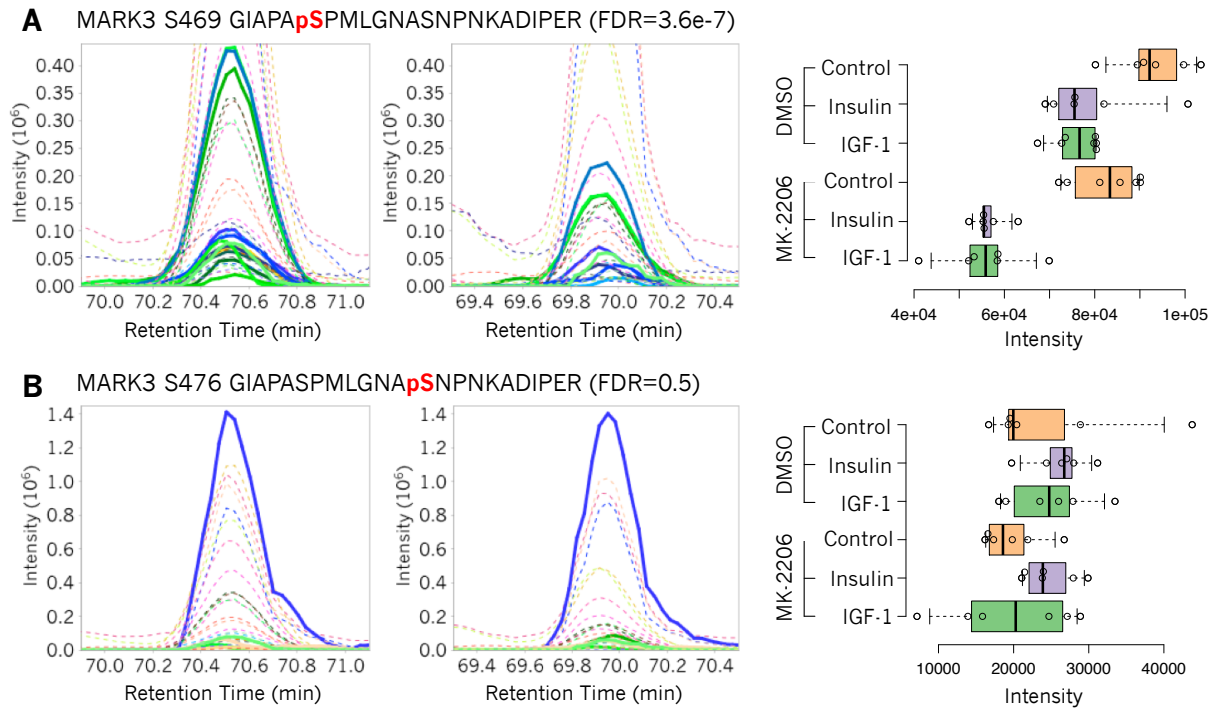 A MARK3 S469 GIAPApSPMLGNASNPNKADIPER (FDR=3.6e-7)
Intensity (10⁶)
0.40
0.35
0.30
0.25
0.20
0.15
0.10
0.05
0.00
70.0 70.2 70.4 70.6 70.8 71.0
Retention Time (min)
Intensity (10⁶)
0.40
0.35
0.30
0.25
0.20
0.15
0.10
0.05
0.00
69.4 69.6 69.8 70.0 70.2 70.4
Retention Time (min)
DMSO
Control
Insulin
IGF-1
MK-2206
Control
Insulin
IGF-1
4e+04 6e+04 8e+04 1e+05
Intensity
B MARK3 S476 GIAPASPMLGNApSNPNKADIPER (FDR=0.5)
Intensity (10⁶)
1.4
1.2
1.0
0.8
0.6
0.4
0.2
0.0
70.0 70.2 70.4 70.6 70.8 71.0
Retention Time (min)
Intensity (10⁶)
1.4
1.2
1.0
0.8
0.6
0.4
0.2
0.0
69.4 69.6 69.8 70.0 70.2 70.4
Retention Time (min)
DMSO
Control
Insulin
IGF-1
MK-2206
Control
Insulin
IGF-1
10000 20000 30000 40000
Intensity